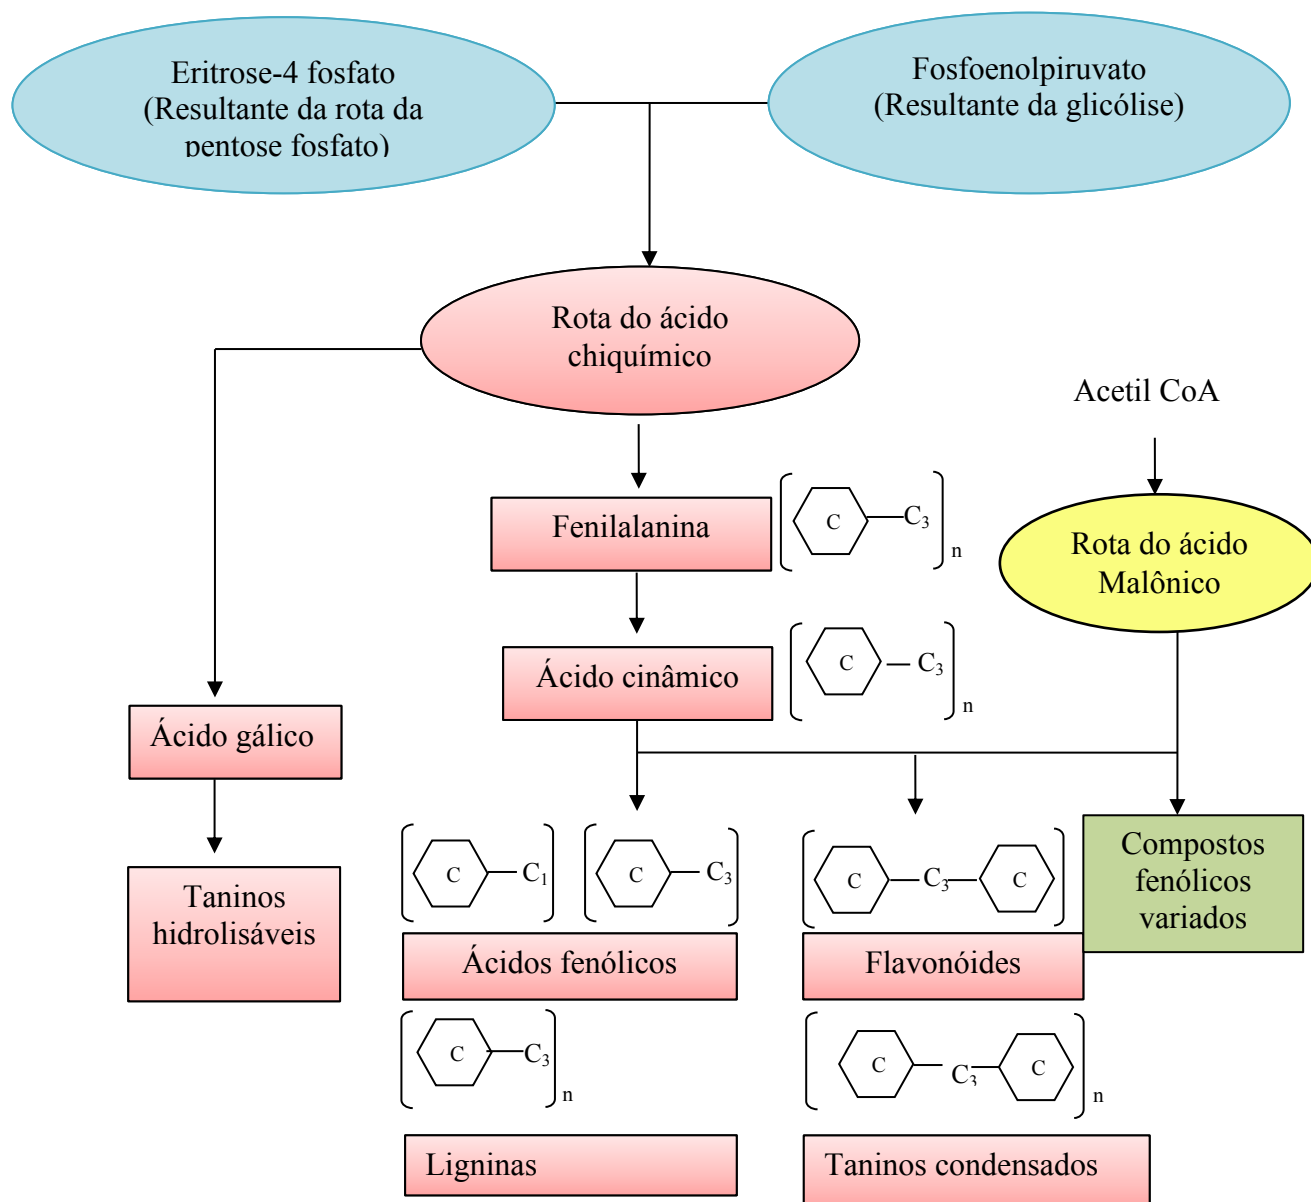 Eritrose-4 fosfato
(Resultante da rota da
pentose fosfato)
Fosfoenolpiruvato
(Resultante da glicólise)
Rota do ácido
chiquímico
Acetil CoA
Fenilalanina
C C3
n
Rota do ácido
Malônico
Ácido cinâmico
C C3
n
Ácido gálico
Taninos
hidrolisáveis
C C1
C C3
Ácidos fenólicos
C C3 C
Flavonóides
Compostos
fenólicos
variados
C C3
n
Ligninas
C C3 C
n
Taninos condensados